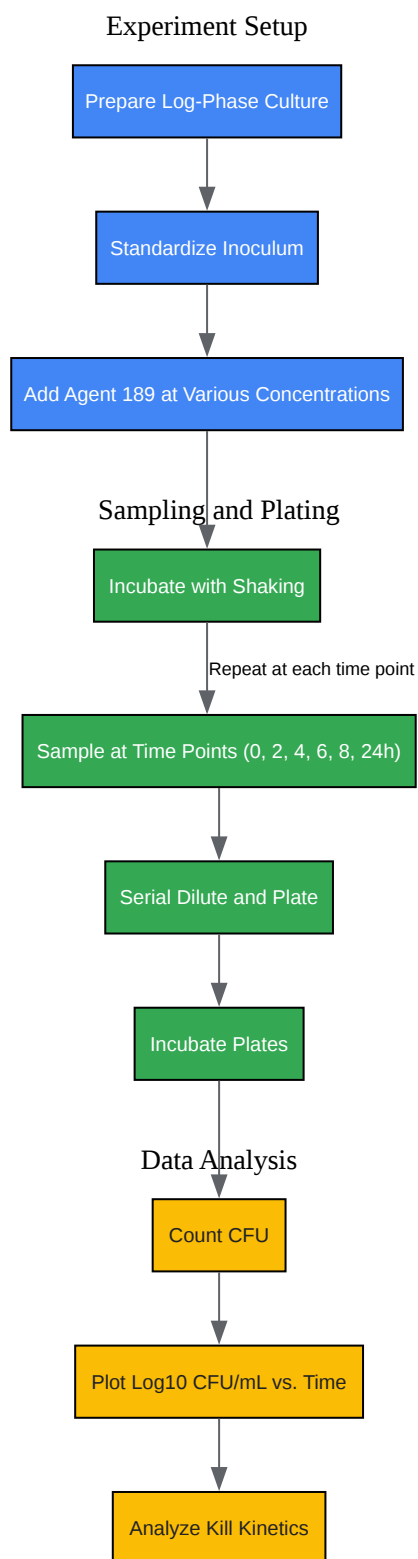 Experiment Setup
Prepare Log-Phase Culture
Standardize Inoculum
Add Agent 189 at Various Concentrations
Sampling and Plating
Incubate with Shaking
Repeat at each time point
Sample at Time Points (0, 2, 4, 6, 8, 24h)
Serial Dilute and Plate
Incubate Plates
Data Analysis
Count CFU
Plot Log10 CFU/mL vs. Time
Analyze Kill Kinetics